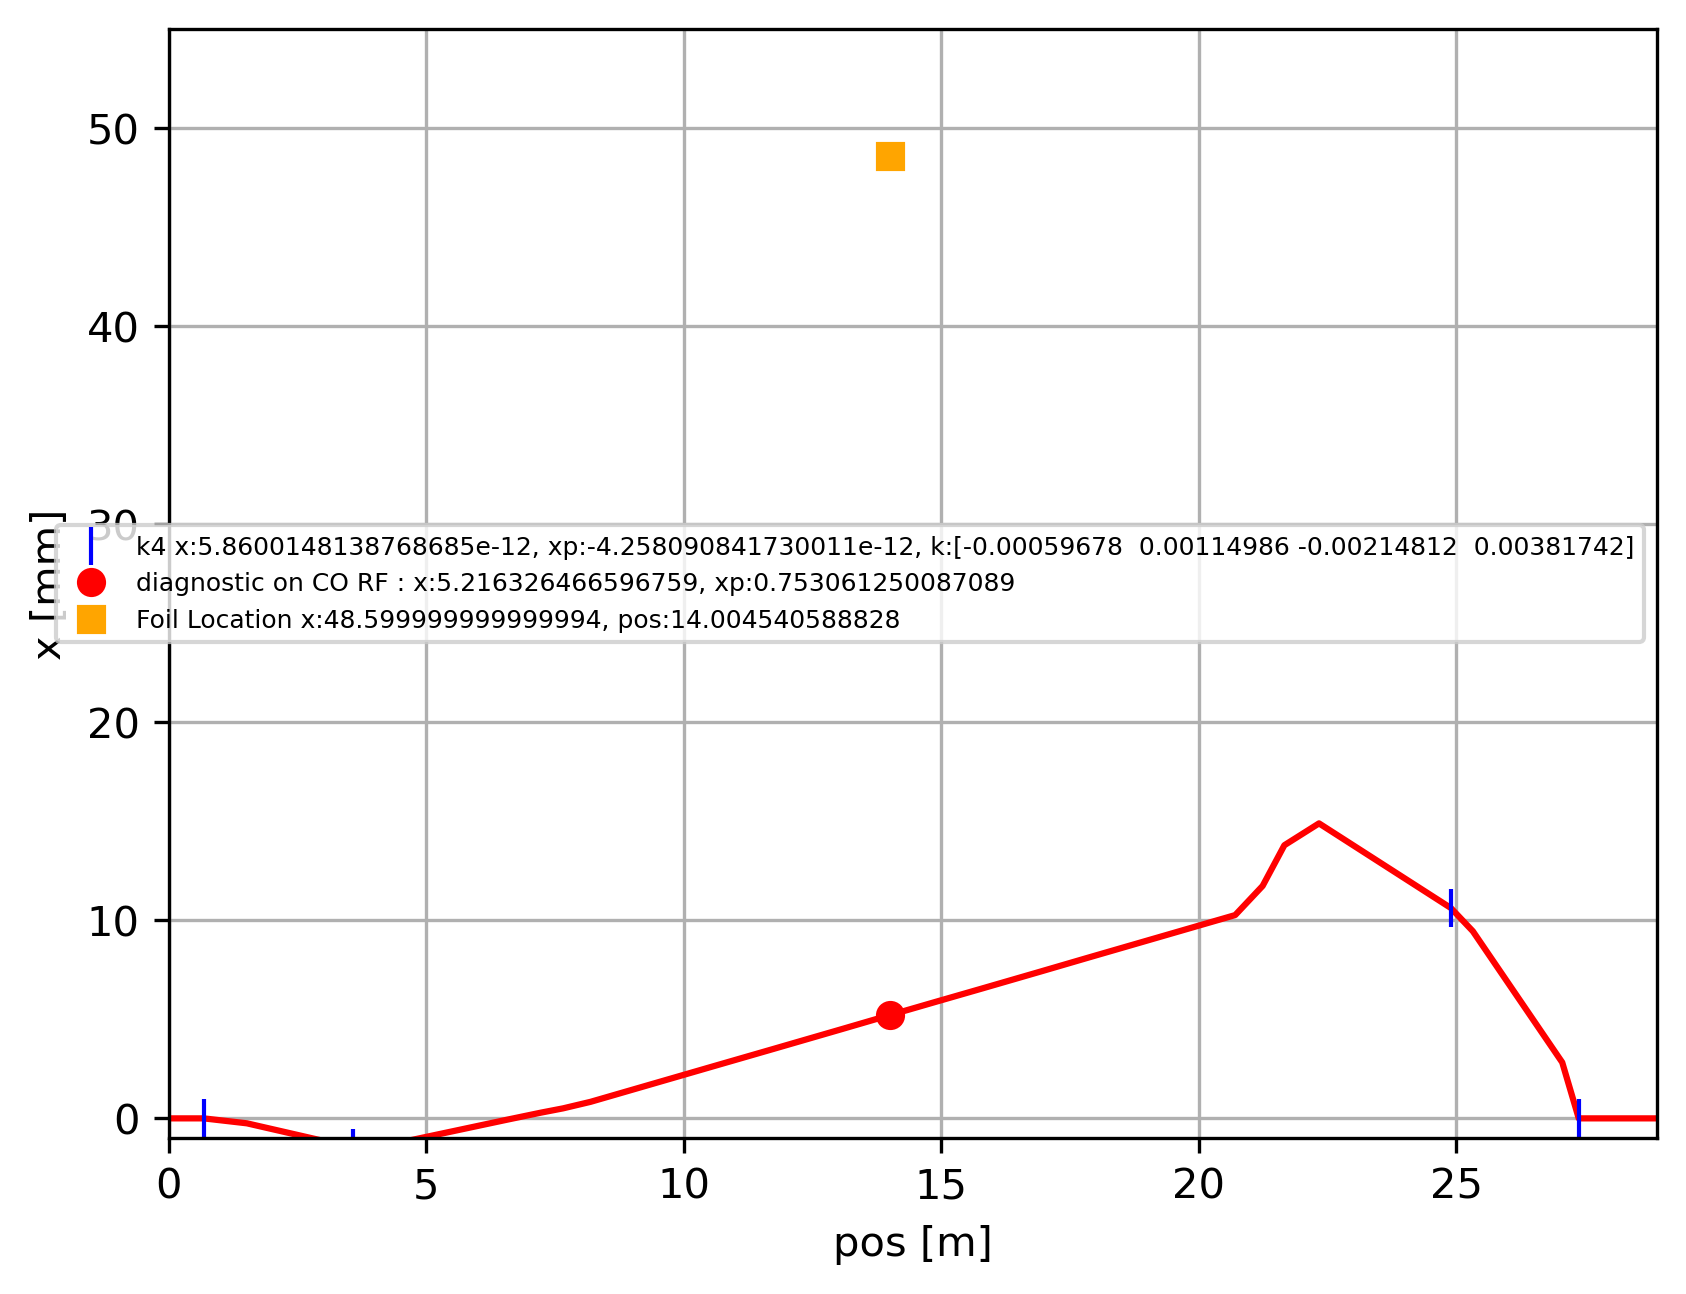 50
40
30
20
10
0
x [mm]
k4 x:5.8600148138768685e-12, xp:-4.258090841730011e-12, k:[-0.00059678  0.00114986 -0.00214812  0.00381742]
diagnostic on CO RF : x:5.216326466596759, xp:0.753061250087089
Foil Location x:48.599999999999994, pos:14.004540588828
0 5 10 15 20 25
pos [m]